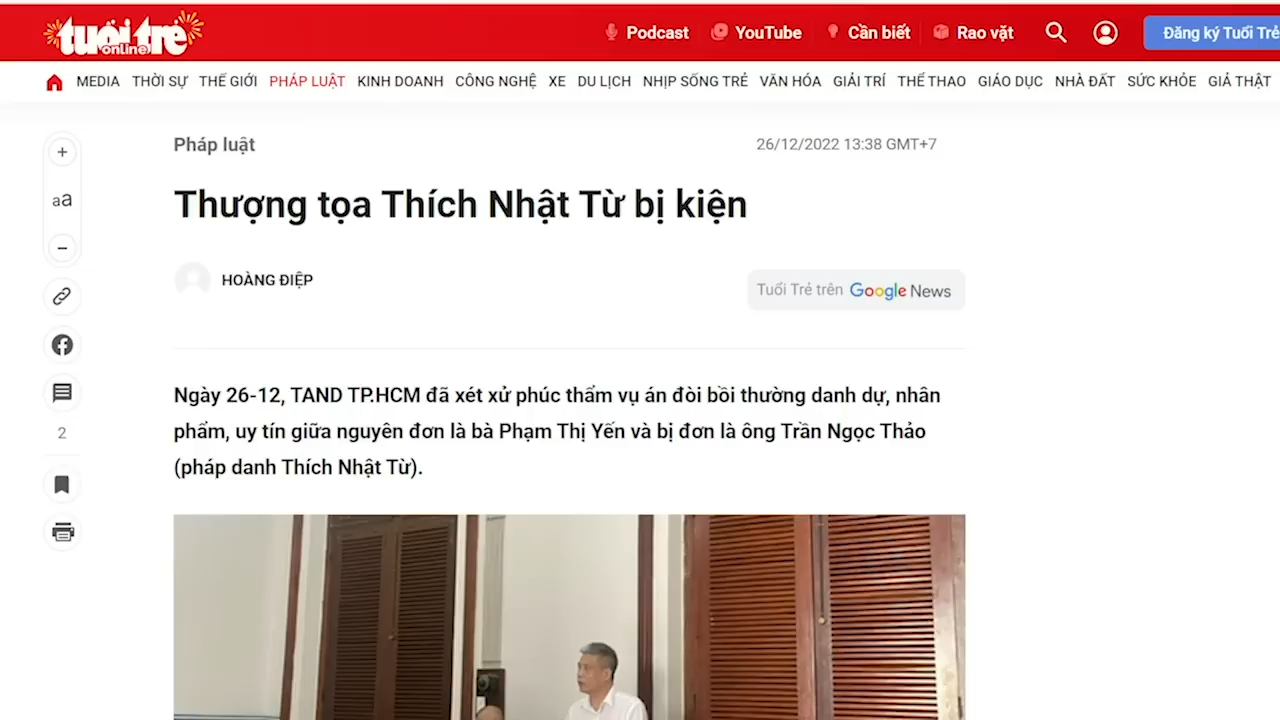 tuổi trẻ
online
Podcast
YouTube
Cần biết
Rao vặt
Đăng ký Tuổi Trẻ
MEDIA THỜI SỰ THẾ GIỚI PHÁP LUẬT KINH DOANH CÔNG NGHỆ XE DU LỊCH NHỊP SỐNG TRẺ VĂN HÓA GIẢI TRÍ THỂ THAO GIÁO DỤC NHÀ ĐẤT SỨC KHỎE GIẢ THẬT
+
aa
−
2
Pháp luật
26/12/2022 13:38 GMT+7
Thượng tọa Thích Nhật Từ bị kiện
HOÀNG ĐIỆP
Tuổi Trẻ trên Google News
Ngày 26-12, TAND TP.HCM đã xét xử phúc thẩm vụ án đòi bồi thường danh dự, nhân
phẩm, uy tín giữa nguyên đơn là bà Phạm Thị Yến và bị đơn là ông Trần Ngọc Thảo
(pháp danh Thích Nhật Từ).